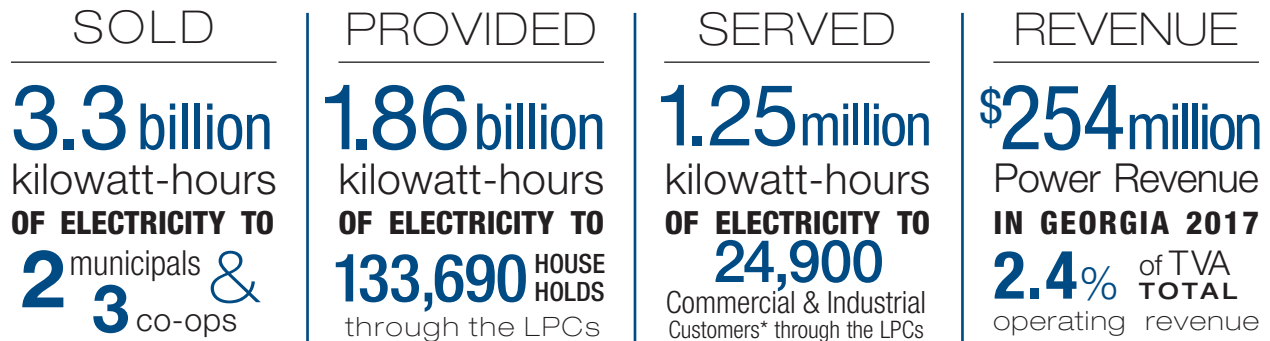 SOLD
3.3 billion
kilowatt-hours
OF ELECTRICITY TO
2 municipals &
3 co-ops
PROVIDED
1.86 billion
kilowatt-hours
OF ELECTRICITY TO
133,690 HOUSE
HOLDS
through the LPCs
SERVED
1.25 million
kilowatt-hours
OF ELECTRICITY TO
24,900
Commercial & Industrial
Customers* through the LPCs
REVENUE
$254 million
Power Revenue
IN GEORGIA 2017
2.4% of TVA
TOTAL
operating revenue